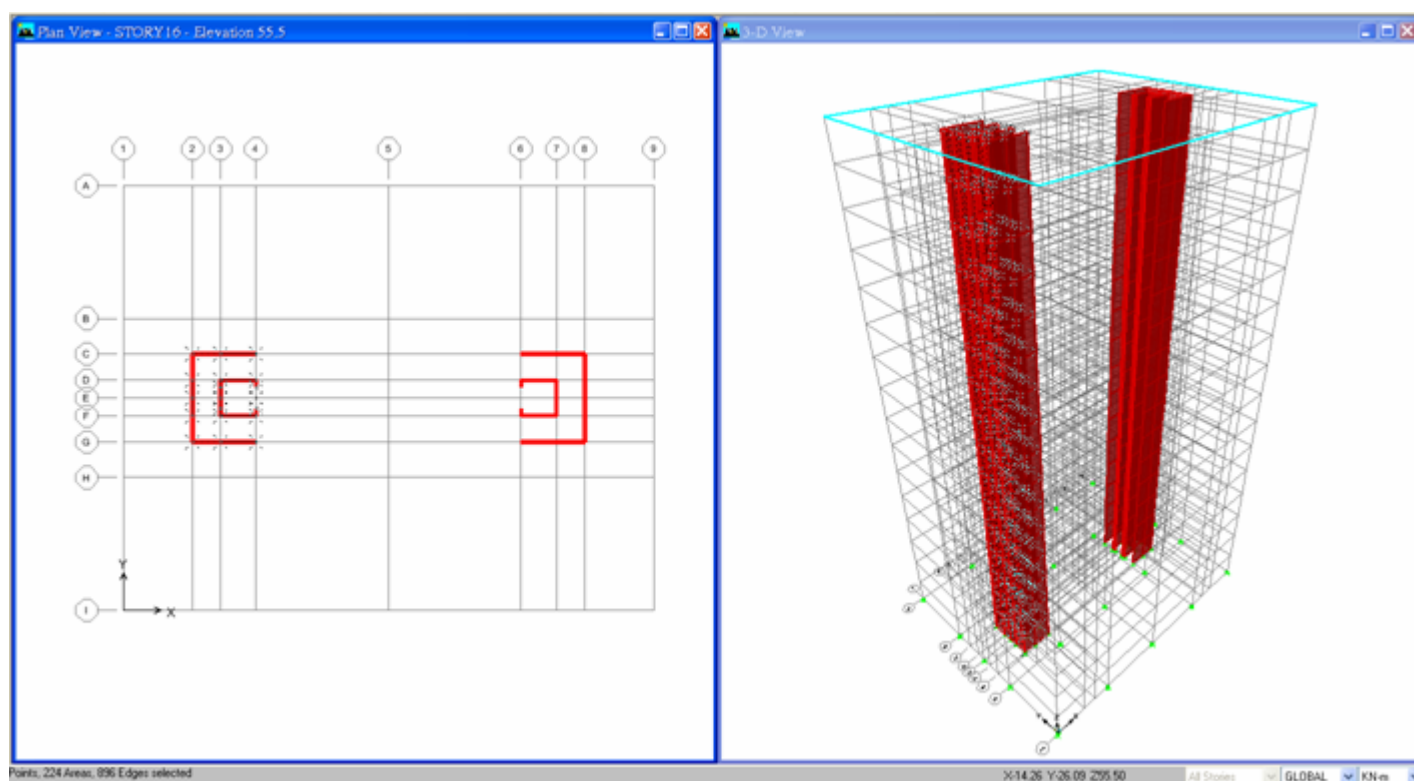 Plan View - STORY16 - Elevation 55.5
3-D View
1 2 3 4 5 6 7 8 9
A
B
C
D
E
F
G
H
I
Y
X
Points, 224 Areas, 896 Edges selected
X-14.26 Y-26.09 Z55.50
All Stories
GLOBAL
KN-m